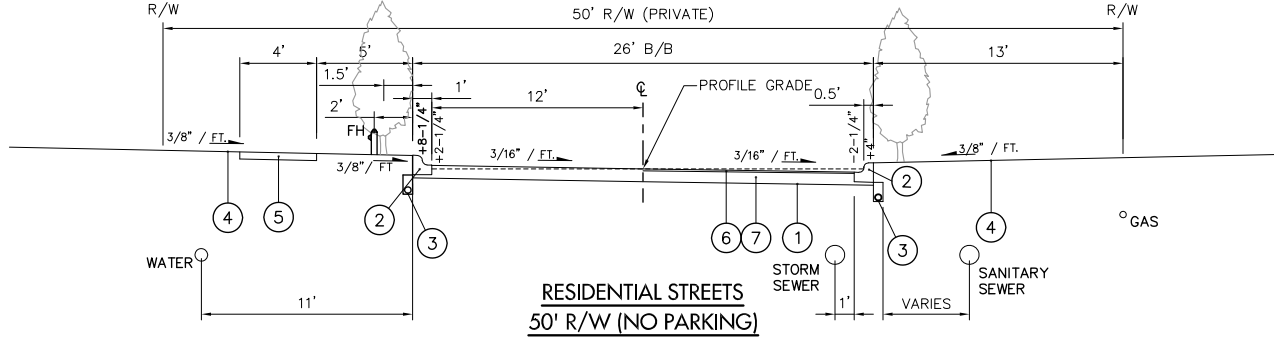 R/W
50' R/W (PRIVATE)
R/W
4'
5'
26' B/B
13'
1.5'
1'
12'
℄
PROFILE GRADE
0.5'
2'
FH
+8-1/4"
+2-1/4"
-2-1/4"
+4"
3/8" / FT.
3/8" / FT
3/16" / FT.
3/16" / FT.
3/8" / FT.
4
5
2
3
6
7
1
2
3
4
GAS
WATER
STORM
SEWER
SANITARY
SEWER
11'
1'
VARIES
RESIDENTIAL STREETS
50' R/W (NO PARKING)